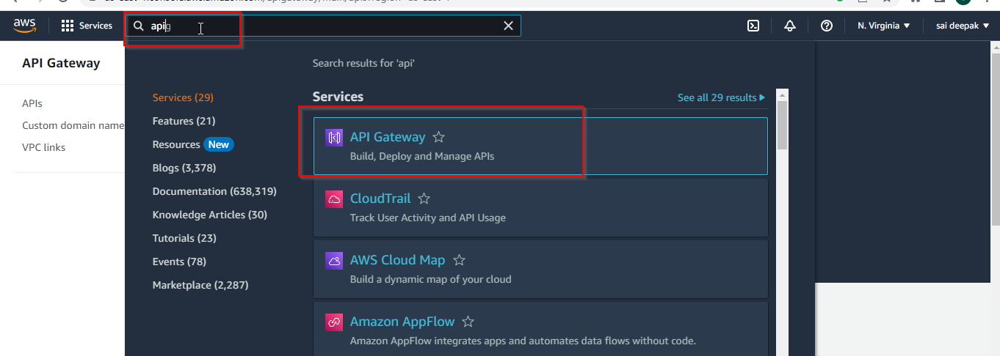 aws
Services
apig
N. Virginia
sai deepak
API Gateway
APIs
Custom domain name
VPC links
Search results for 'api'
Services (29)
Features (21)
Resources New
Blogs (3,378)
Documentation (638,319)
Knowledge Articles (30)
Tutorials (23)
Events (78)
Marketplace (2,287)
Services
See all 29 results
API Gateway
Build, Deploy and Manage APIs
CloudTrail
Track User Activity and API Usage
AWS Cloud Map
Build a dynamic map of your cloud
Amazon AppFlow
Amazon AppFlow integrates apps and automates data flows without code.